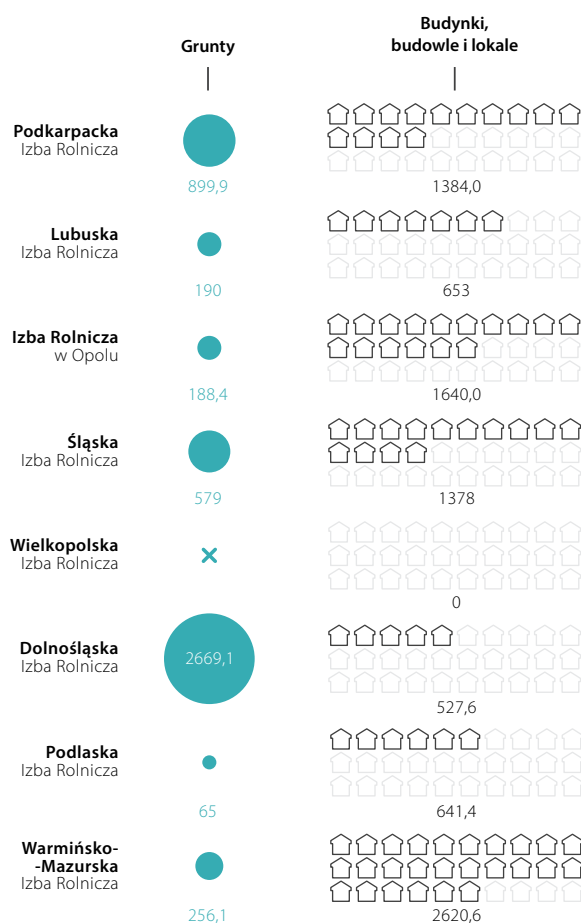 Grunty
Budynki,
budowle i lokale
Podkarpacka
Izba Rolnicza
899,9
1384,0
Lubuska
Izba Rolnicza
190
653
Izba Rolnicza
w Opolu
188,4
1640,0
Śląska
Izba Rolnicza
579
1378
Wielkopolska
Izba Rolnicza
0
Dolnośląska
Izba Rolnicza
2669,1
527,6
Podlaska
Izba Rolnicza
65
641,4
Warmińsko-
-Mazurska
Izba Rolnicza
256,1
2620,6